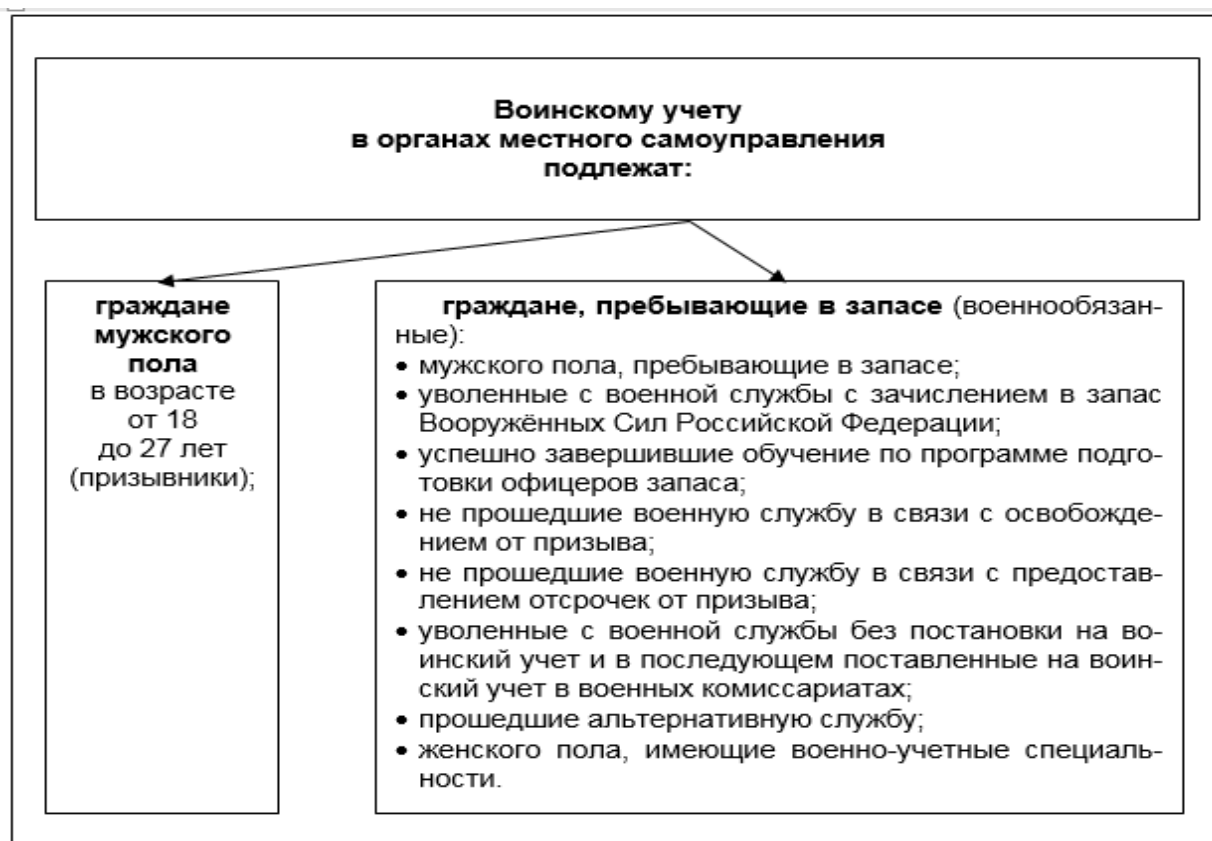 Воинскому учету
в органах местного самоуправления
подлежат:
граждане
мужского
пола
в возрасте
от 18
до 27 лет
(призывники);
граждане, пребывающие в запасе (военнообязан-
ные):
• мужского пола, пребывающие в запасе;
• уволенные с военной службы с зачислением в запас
Вооружённых Сил Российской Федерации;
• успешно завершившие обучение по программе подго-
товки офицеров запаса;
• не прошедшие военную службу в связи с освобожде-
нием от призыва;
• не прошедшие военную службу в связи с предостав-
лением отсрочек от призыва;
• уволенные с военной службы без постановки на во-
инский учет и в последующем поставленные на воин-
ский учет в военных комиссариатах;
• прошедшие альтернативную службу;
• женского пола, имеющие военно-учетные специаль-
ности.